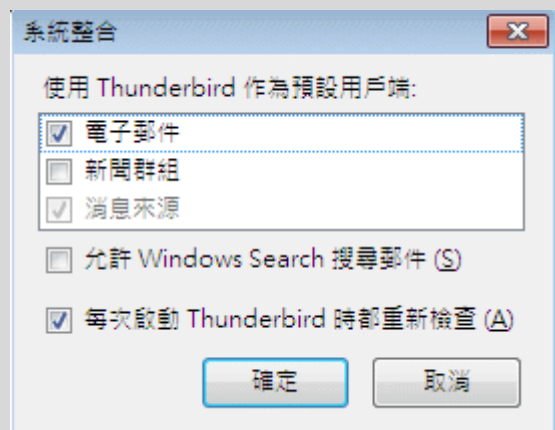 系統整合
使用 Thunderbird 作為預設用戶端:
電子郵件
新聞群組
消息來源
允許 Windows Search 搜尋郵件 (S)
每次啟動 Thunderbird 時都重新檢查 (A)
確定
取消